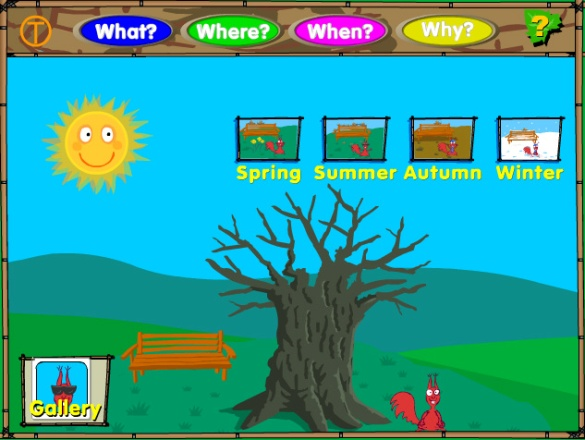 T What? Where? When? Why? ?
Spring Summer Autumn Winter
Gallery